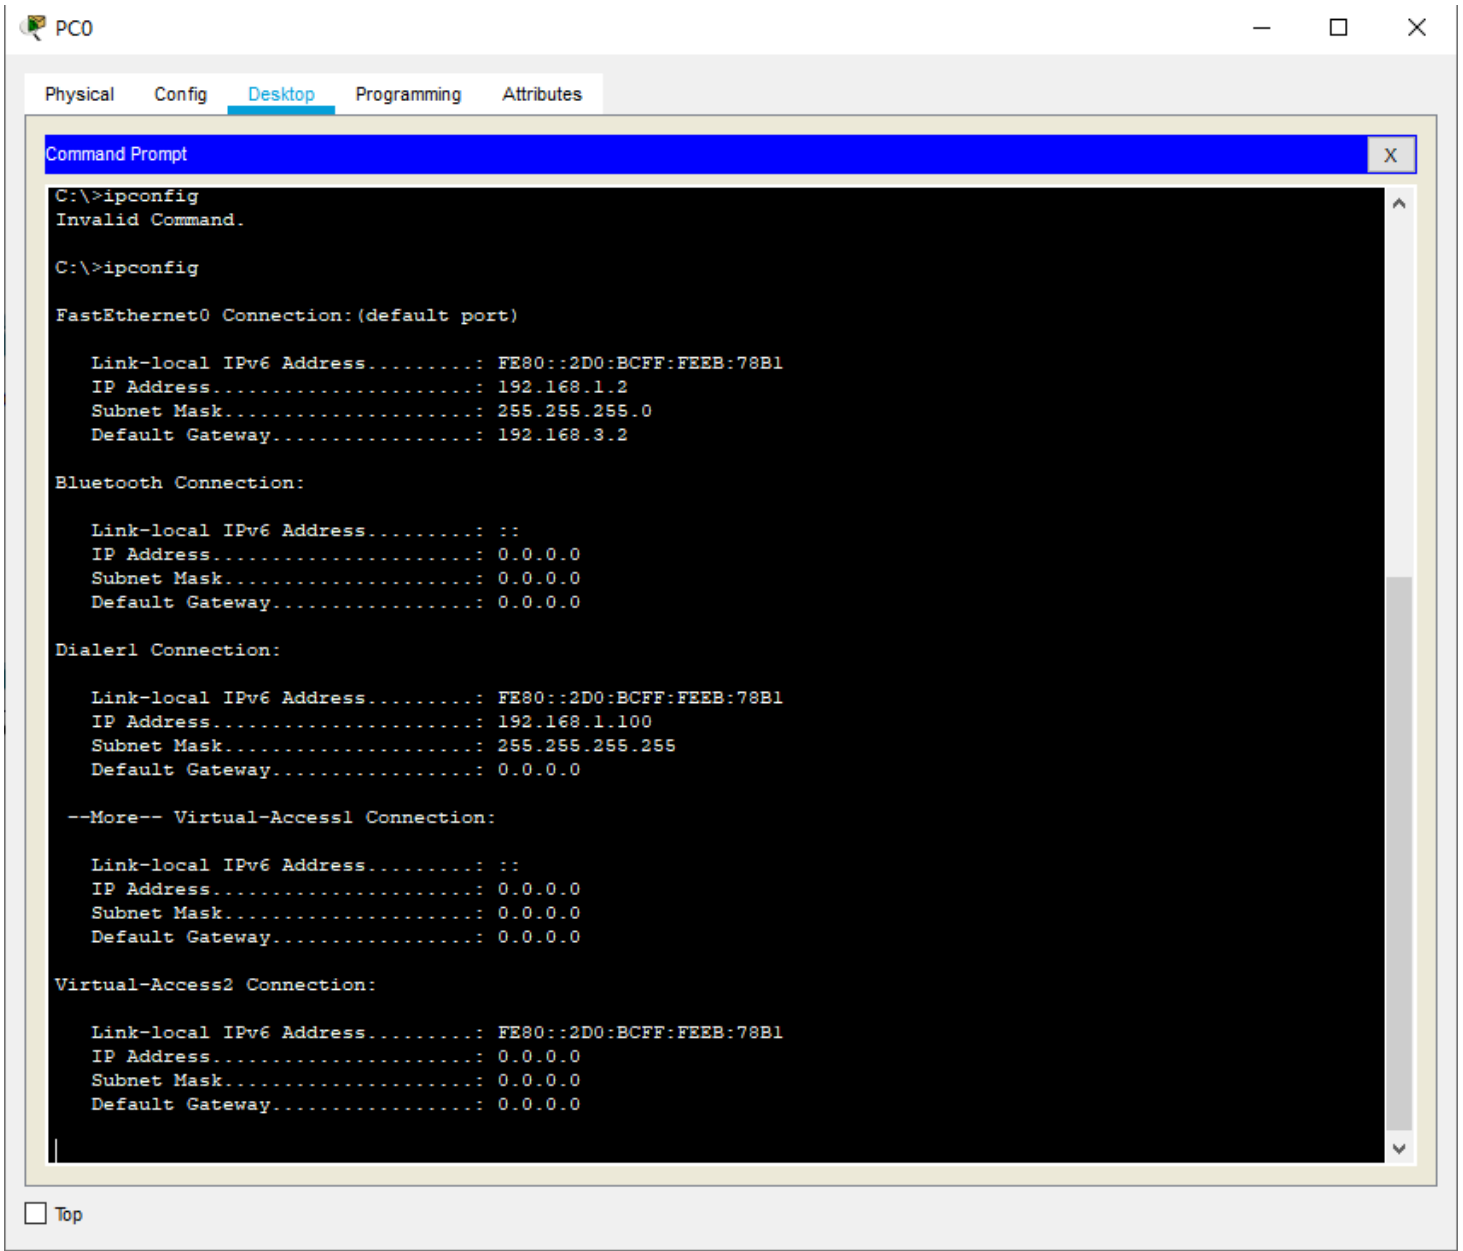 PC0
Physical Config Desktop Programming Attributes
Command Prompt
X
C:\>ipconfig
Invalid Command.
C:\>ipconfig
FastEthernet0 Connection:(default port)
Link-local IPv6 Address.........: FE80::2D0:BCFF:FEEB:78B1
IP Address......................: 192.168.1.2
Subnet Mask.....................: 255.255.255.0
Default Gateway.................: 192.168.3.2
Bluetooth Connection:
Link-local IPv6 Address.........: ::
IP Address......................: 0.0.0.0
Subnet Mask.....................: 0.0.0.0
Default Gateway.................: 0.0.0.0
Dialer1 Connection:
Link-local IPv6 Address.........: FE80::2D0:BCFF:FEEB:78B1
IP Address......................: 192.168.1.100
Subnet Mask.....................: 255.255.255.255
Default Gateway.................: 0.0.0.0
--More-- Virtual-Access1 Connection:
Link-local IPv6 Address.........: ::
IP Address......................: 0.0.0.0
Subnet Mask.....................: 0.0.0.0
Default Gateway.................: 0.0.0.0
Virtual-Access2 Connection:
Link-local IPv6 Address.........: FE80::2D0:BCFF:FEEB:78B1
IP Address......................: 0.0.0.0
Subnet Mask.....................: 0.0.0.0
Default Gateway.................: 0.0.0.0
Top